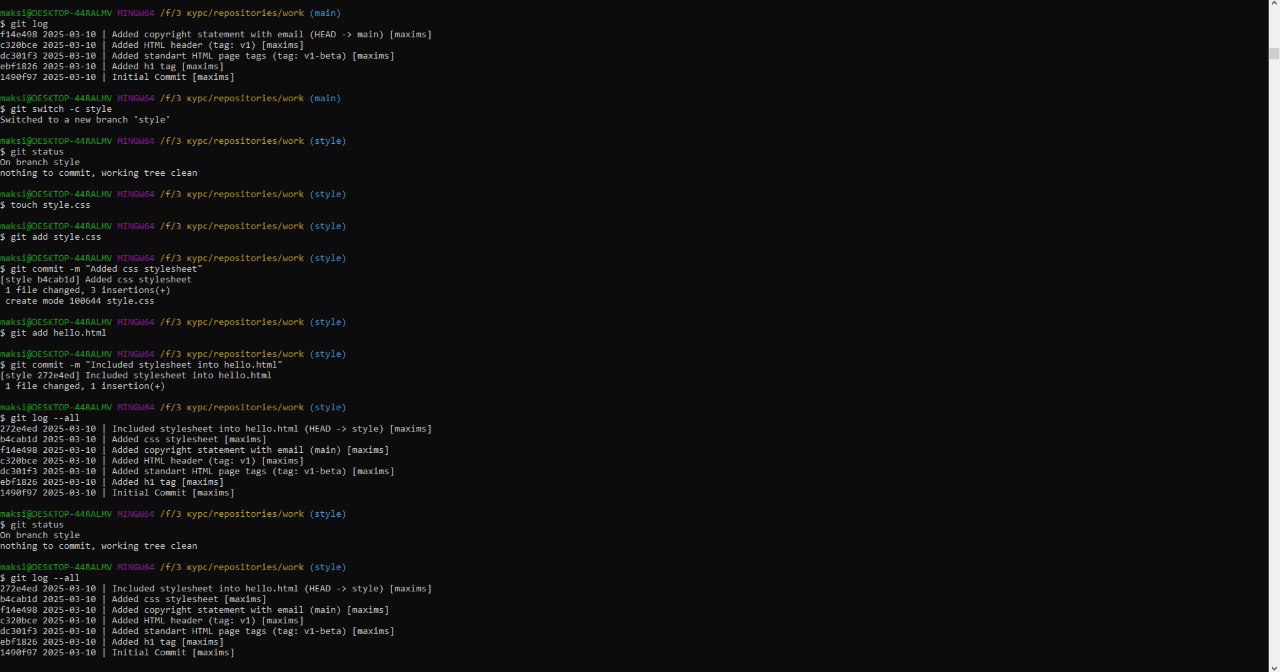 maksi@DESKTOP-44RALMV MINGW64 /f/3 курс/repositories/work (main)
$ git log
f14e498 2025-03-10 | Added copyright statement with email (HEAD -> main) [maxims]
c320bce 2025-03-10 | Added HTML header (tag: v1) [maxims]
dc301f3 2025-03-10 | Added standart HTML page tags (tag: v1-beta) [maxims]
ebf1826 2025-03-10 | Added h1 tag [maxims]
1490f97 2025-03-10 | Initial Commit [maxims]
maksi@DESKTOP-44RALMV MINGW64 /f/3 курс/repositories/work (main)
$ git switch -c style
Switched to a new branch 'style'
maksi@DESKTOP-44RALMV MINGW64 /f/3 курс/repositories/work (style)
$ git status
On branch style
nothing to commit, working tree clean
maksi@DESKTOP-44RALMV MINGW64 /f/3 курс/repositories/work (style)
$ touch style.css
maksi@DESKTOP-44RALMV MINGW64 /f/3 курс/repositories/work (style)
$ git add style.css
maksi@DESKTOP-44RALMV MINGW64 /f/3 курс/repositories/work (style)
$ git commit -m "Added css stylesheet"
[style b4cab1d] Added css stylesheet
1 file changed, 3 insertions(+)
create mode 100644 style.css
maksi@DESKTOP-44RALMV MINGW64 /f/3 курс/repositories/work (style)
$ git add hello.html
maksi@DESKTOP-44RALMV MINGW64 /f/3 курс/repositories/work (style)
$ git commit -m "Included stylesheet into hello.html"
[style 272e4ed] Included stylesheet into hello.html
1 file changed, 1 insertion(+)
maksi@DESKTOP-44RALMV MINGW64 /f/3 курс/repositories/work (style)
$ git log --all
272e4ed 2025-03-10 | Included stylesheet into hello.html (HEAD -> style) [maxims]
b4cab1d 2025-03-10 | Added css stylesheet [maxims]
f14e498 2025-03-10 | Added copyright statement with email (main) [maxims]
c320bce 2025-03-10 | Added HTML header (tag: v1) [maxims]
dc301f3 2025-03-10 | Added standart HTML page tags (tag: v1-beta) [maxims]
ebf1826 2025-03-10 | Added h1 tag [maxims]
1490f97 2025-03-10 | Initial Commit [maxims]
maksi@DESKTOP-44RALMV MINGW64 /f/3 курс/repositories/work (style)
$ git status
On branch style
nothing to commit, working tree clean
maksi@DESKTOP-44RALMV MINGW64 /f/3 курс/repositories/work (style)
$ git log --all
272e4ed 2025-03-10 | Included stylesheet into hello.html (HEAD -> style) [maxims]
b4cab1d 2025-03-10 | Added css stylesheet [maxims]
f14e498 2025-03-10 | Added copyright statement with email (main) [maxims]
c320bce 2025-03-10 | Added HTML header (tag: v1) [maxims]
dc301f3 2025-03-10 | Added standart HTML page tags (tag: v1-beta) [maxims]
ebf1826 2025-03-10 | Added h1 tag [maxims]
1490f97 2025-03-10 | Initial Commit [maxims]